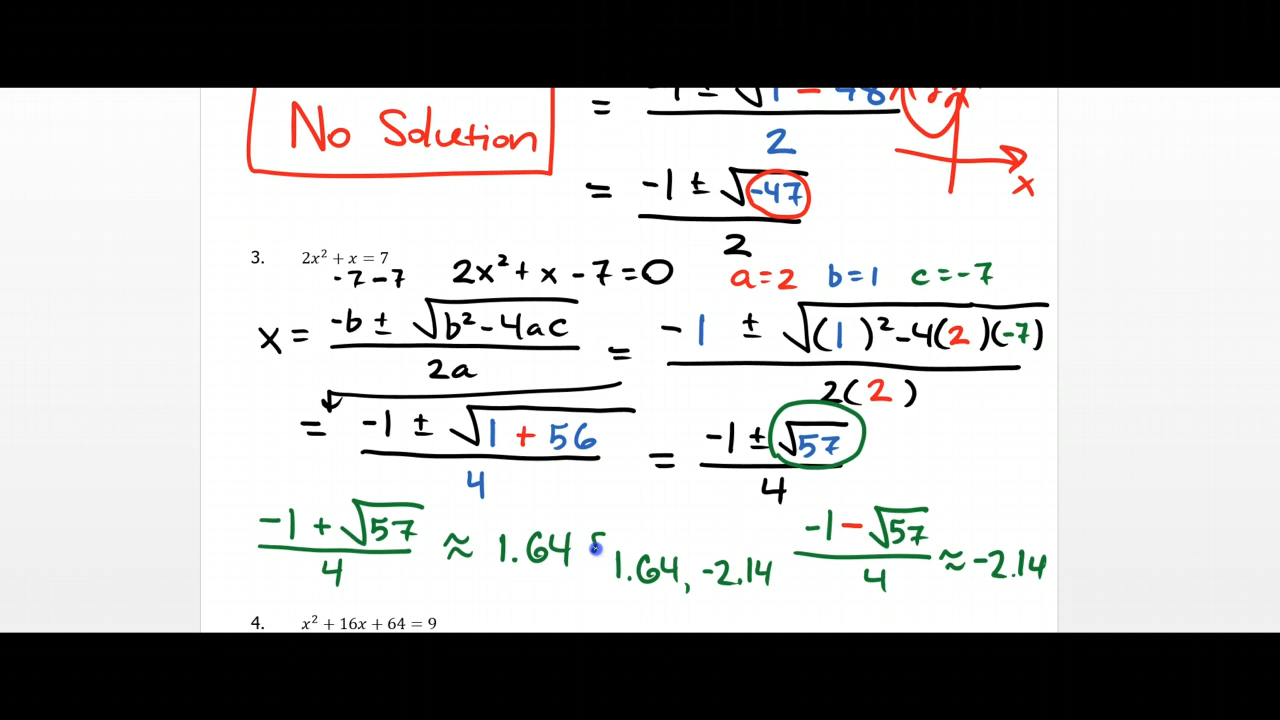 = -1 ± √1 - 48
2
No Solution
= -1 ± √-47
2
x
3. 2x² + x = 7
-7 -7
2x² + x - 7 = 0
a = 2 b = 1 c = -7
x = -b ± √b² - 4ac
2a
= -1 ± √(1)² - 4(2)(-7)
2(2)
= -1 ± √1 + 56
4
= -1 ± √57
4
-1 + √57 ≈ 1.64
4
1.64, -2.14
-1 - √57 ≈ -2.14
4
4. x² + 16x + 64 = 9